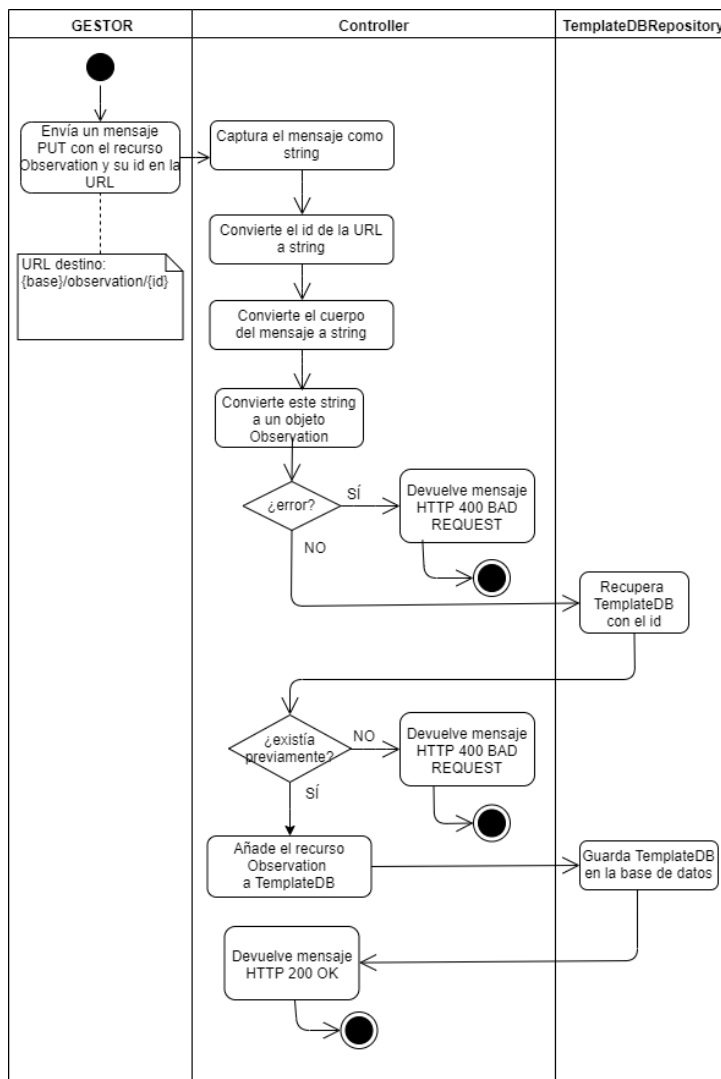 GESTOR
Controller
TemplateDBRepository
Envía un mensaje
PUT con el recurso
Observation y su id en la
URL
Captura el mensaje como
string
Convierte el id de la URL
a string
URL destino:
{base}/observation/{id}
Convierte el cuerpo
del mensaje a string
Convierte este string
a un objeto
Observation
¿error?
SÍ
Devuelve mensaje
HTTP 400 BAD
REQUEST
NO
Recupera
TemplateDB
con el id
¿existía
previamente?
NO
Devuelve mensaje
HTTP 400 BAD
REQUEST
SÍ
Añade el recurso
Observation
a TemplateDB
Guarda TemplateDB
en la base de datos
Devuelve mensaje
HTTP 200 OK